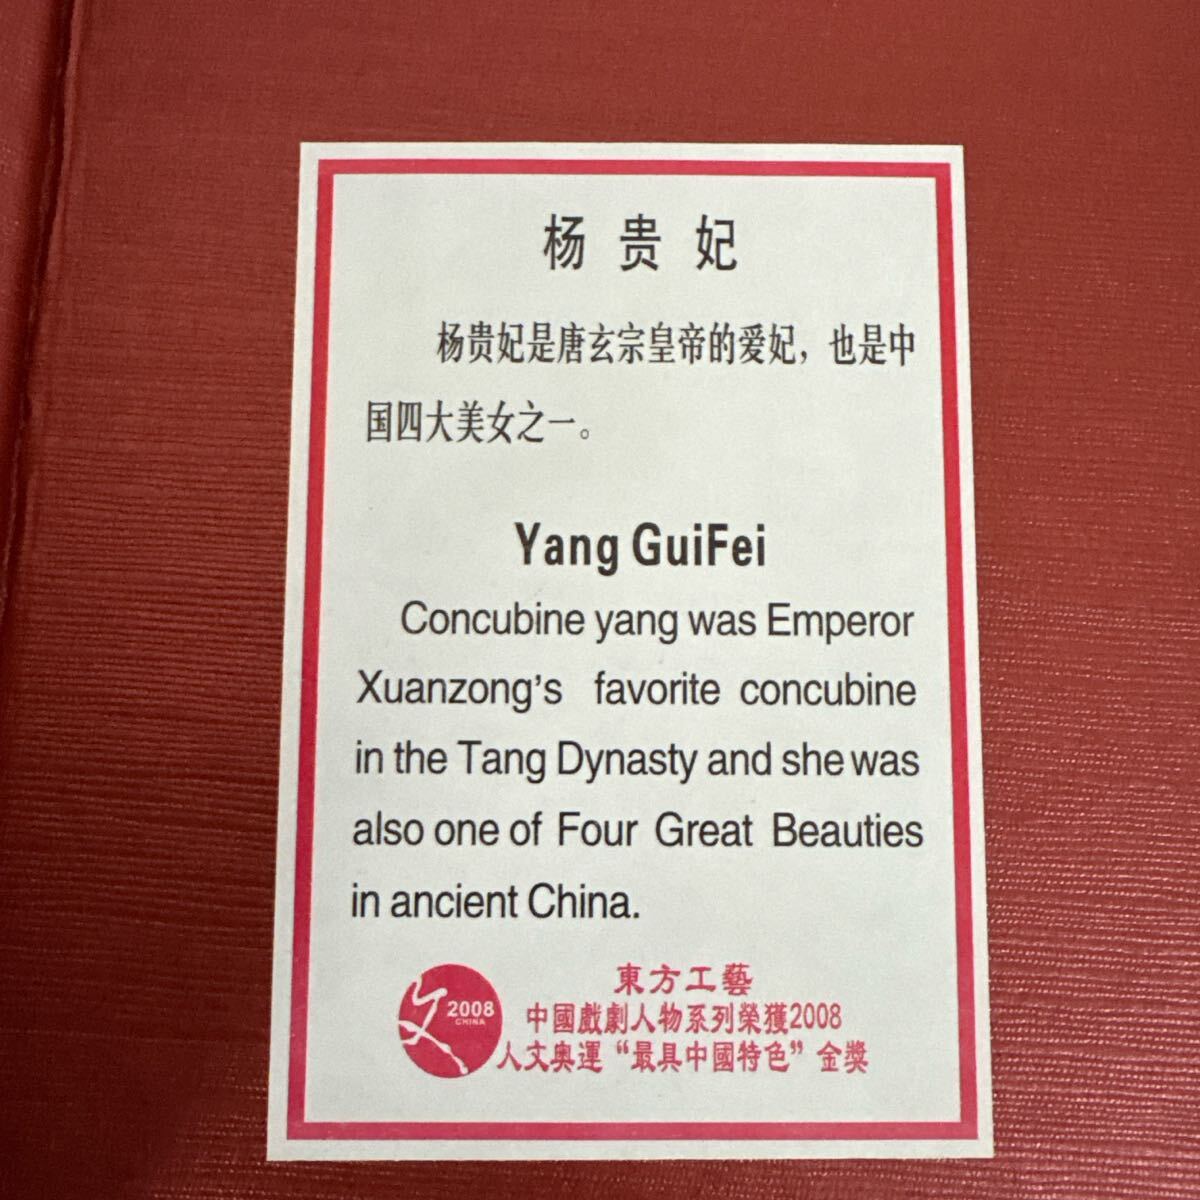 杨贵妃
杨贵妃是唐玄宗皇帝的爱妃，也是中
国四大美女之一。
Yang GuiFei
Concubine yang was Emperor
Xuanzong's favorite concubine
in the Tang Dynasty and she was
also one of Four Great Beauties
in ancient China.
東方工藝
2008
CHINA
中國戲劇人物系列榮獲2008
人文奥運“最具中國特色”金獎